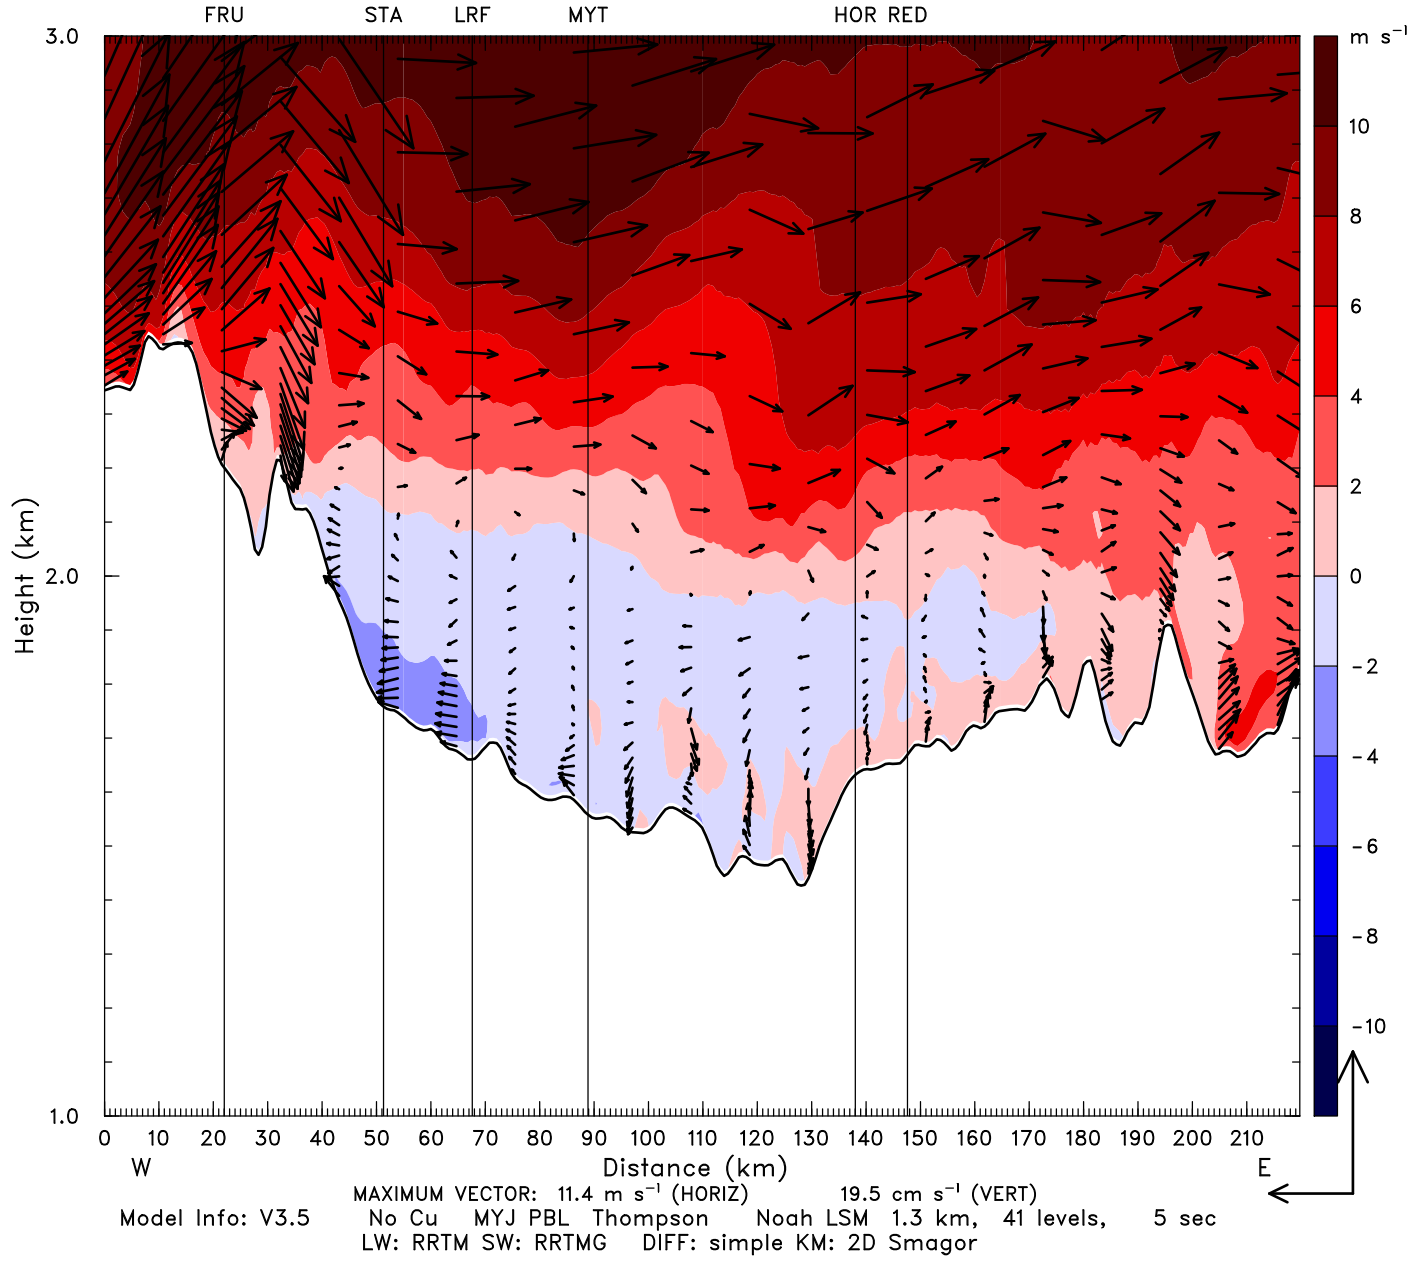 FRU STA LRF MYT HOR RED
3.0
2.0
1.0
Height (km)
m s⁻¹
10
8
6
4
2
0
-2
-4
-6
-8
-10
0 10 20 30 40 50 60 70 80 90 100 110 120 130 140 150 160 170 180 190 200 210
W Distance (km) E
MAXIMUM VECTOR: 11.4 m s⁻¹ (HORIZ) 19.5 cm s⁻¹ (VERT)
Model Info: V3.5 No Cu MYJ PBL Thompson Noah LSM 1.3 km, 41 levels, 5 sec
LW: RRTM SW: RRTMG DIFF: simple KM: 2D Smagor